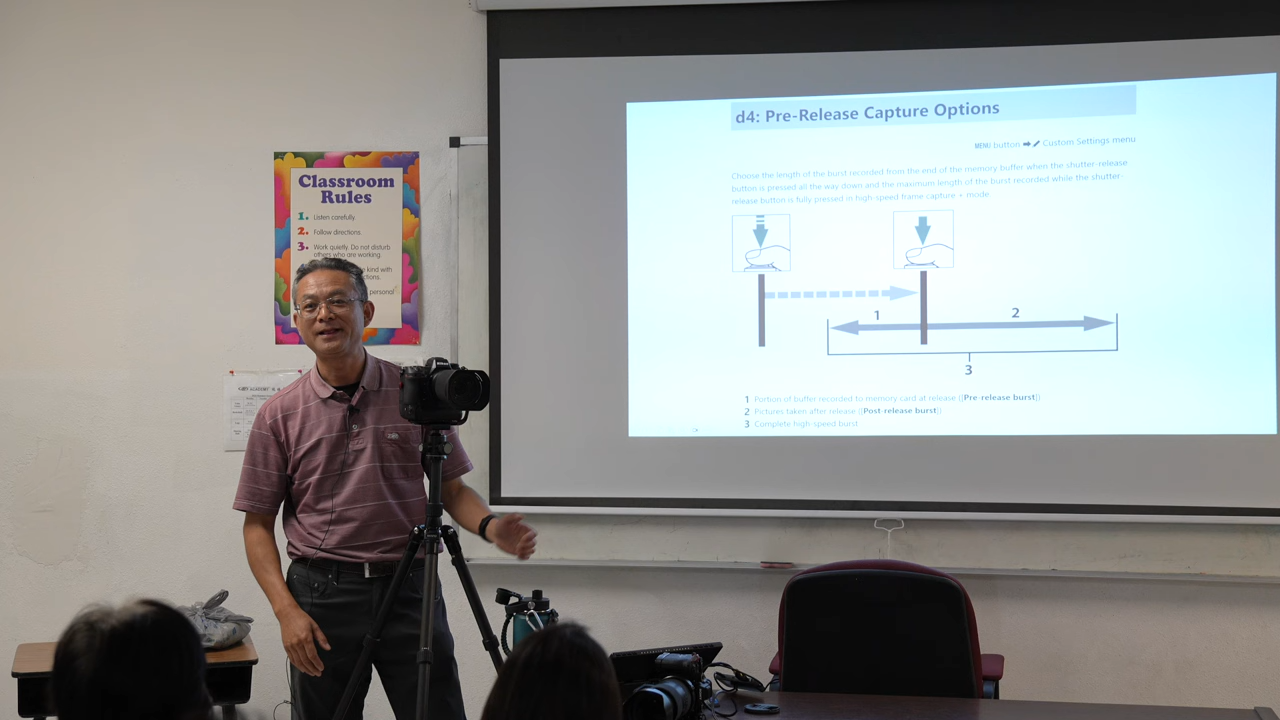 d4: Pre-Release Capture Options
MENU button ➡ Custom Settings menu
Choose the length of the burst recorded from the end of the memory buffer when the shutter-release
button is pressed all the way down and the maximum length of the burst recorded while the shutter-
release button is fully pressed in high-speed frame capture + mode.
1
2
3
1 Portion of buffer recorded to memory card at release ([Pre-release burst])
2 Pictures taken after release ([Post-release burst])
3 Complete high-speed burst
>
Classroom
Rules
1. Listen carefully.
2. Follow directions.
3. Work quietly. Do not disturb
others who are working.
kind with
personal
Nikon